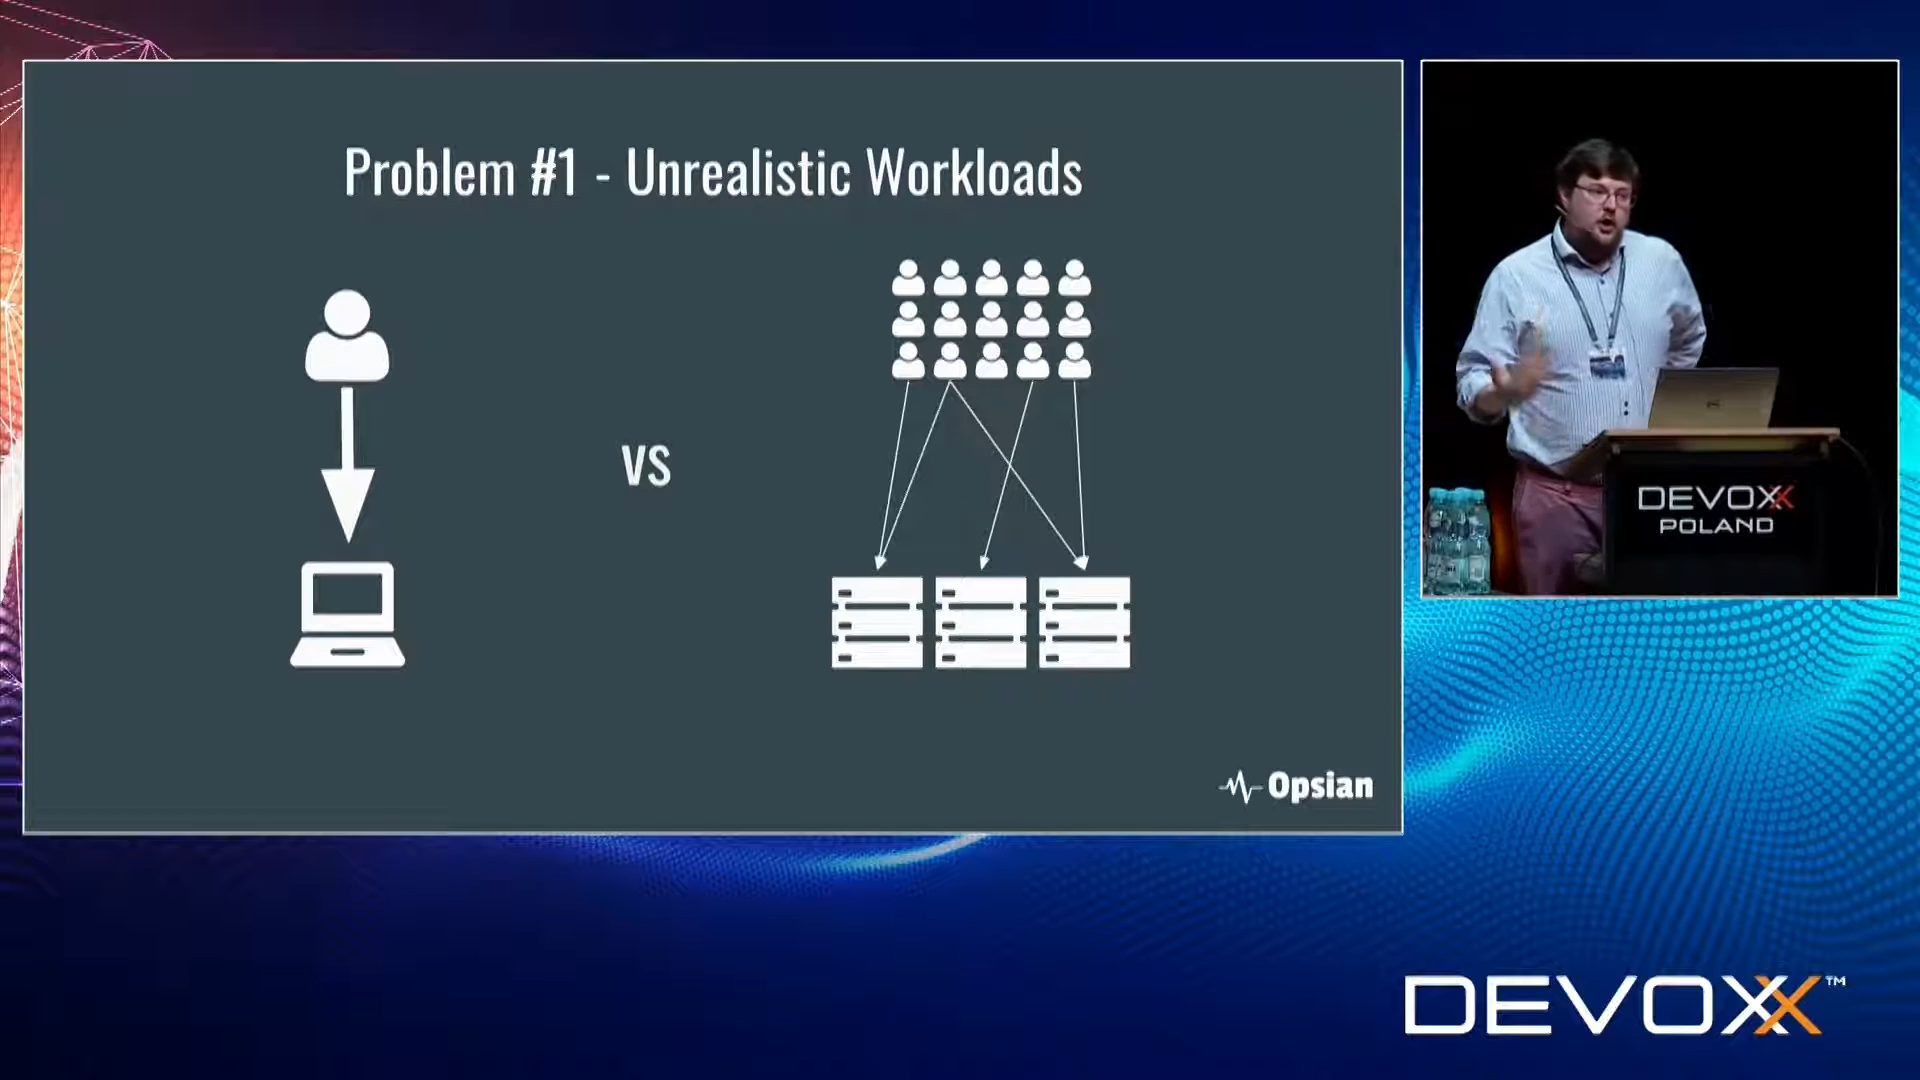 Problem #1 - Unrealistic Workloads
VS
Opsian
DEVOXX
POLAND
DEVOXX™